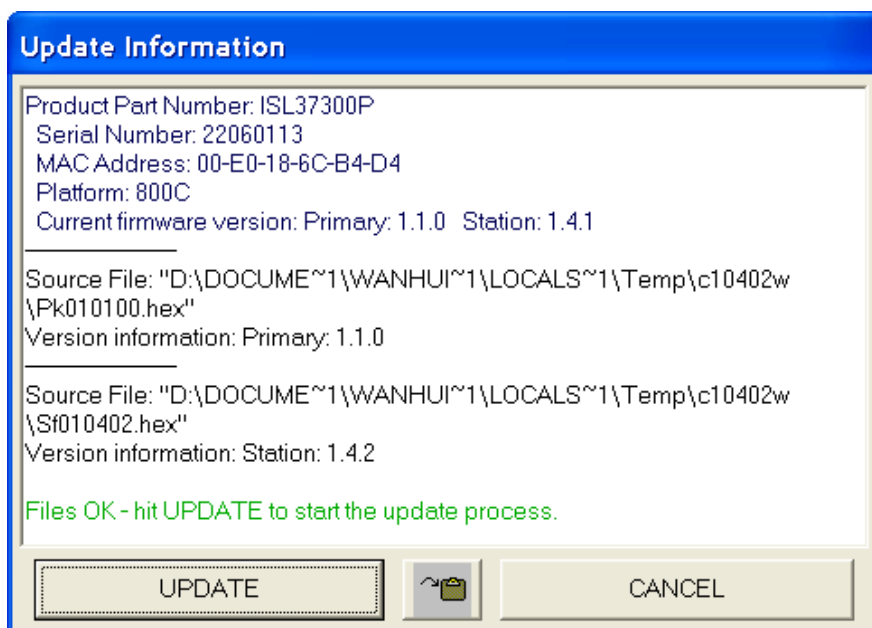 Update Information
Product Part Number: ISL37300P
Serial Number: 22060113
MAC Address: 00-E0-18-6C-B4-D4
Platform: 800C
Current firmware version: Primary: 1.1.0 Station: 1.4.1
Source File: "D:\DOCUME~1\WANHUI~1\LOCALS~1\Temp\c10402w
\Pk010100.hex"
Version information: Primary: 1.1.0
Source File: "D:\DOCUME~1\WANHUI~1\LOCALS~1\Temp\c10402w
\Sf010402.hex"
Version information: Station: 1.4.2
Files OK - hit UPDATE to start the update process.
UPDATE
CANCEL